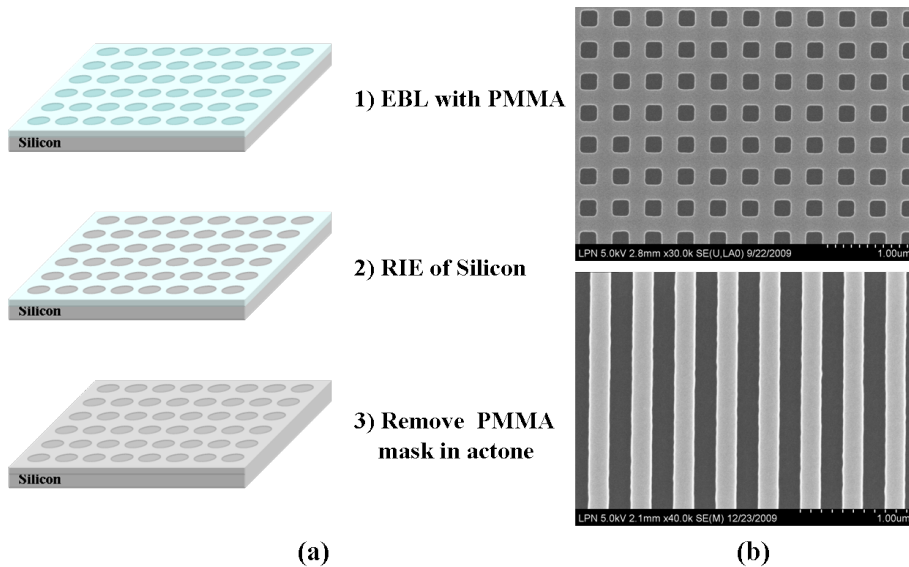 Silicon
1) EBL with PMMA
Silicon
2) RIE of Silicon
Silicon
3) Remove PMMA
mask in actone
(a)
LPN 5.0kV 2.8mm x30.0k SE(U,LA0) 9/22/2009 1.00um
LPN 5.0kV 2.1mm x40.0k SE(M) 12/23/2009 1.00um
(b)